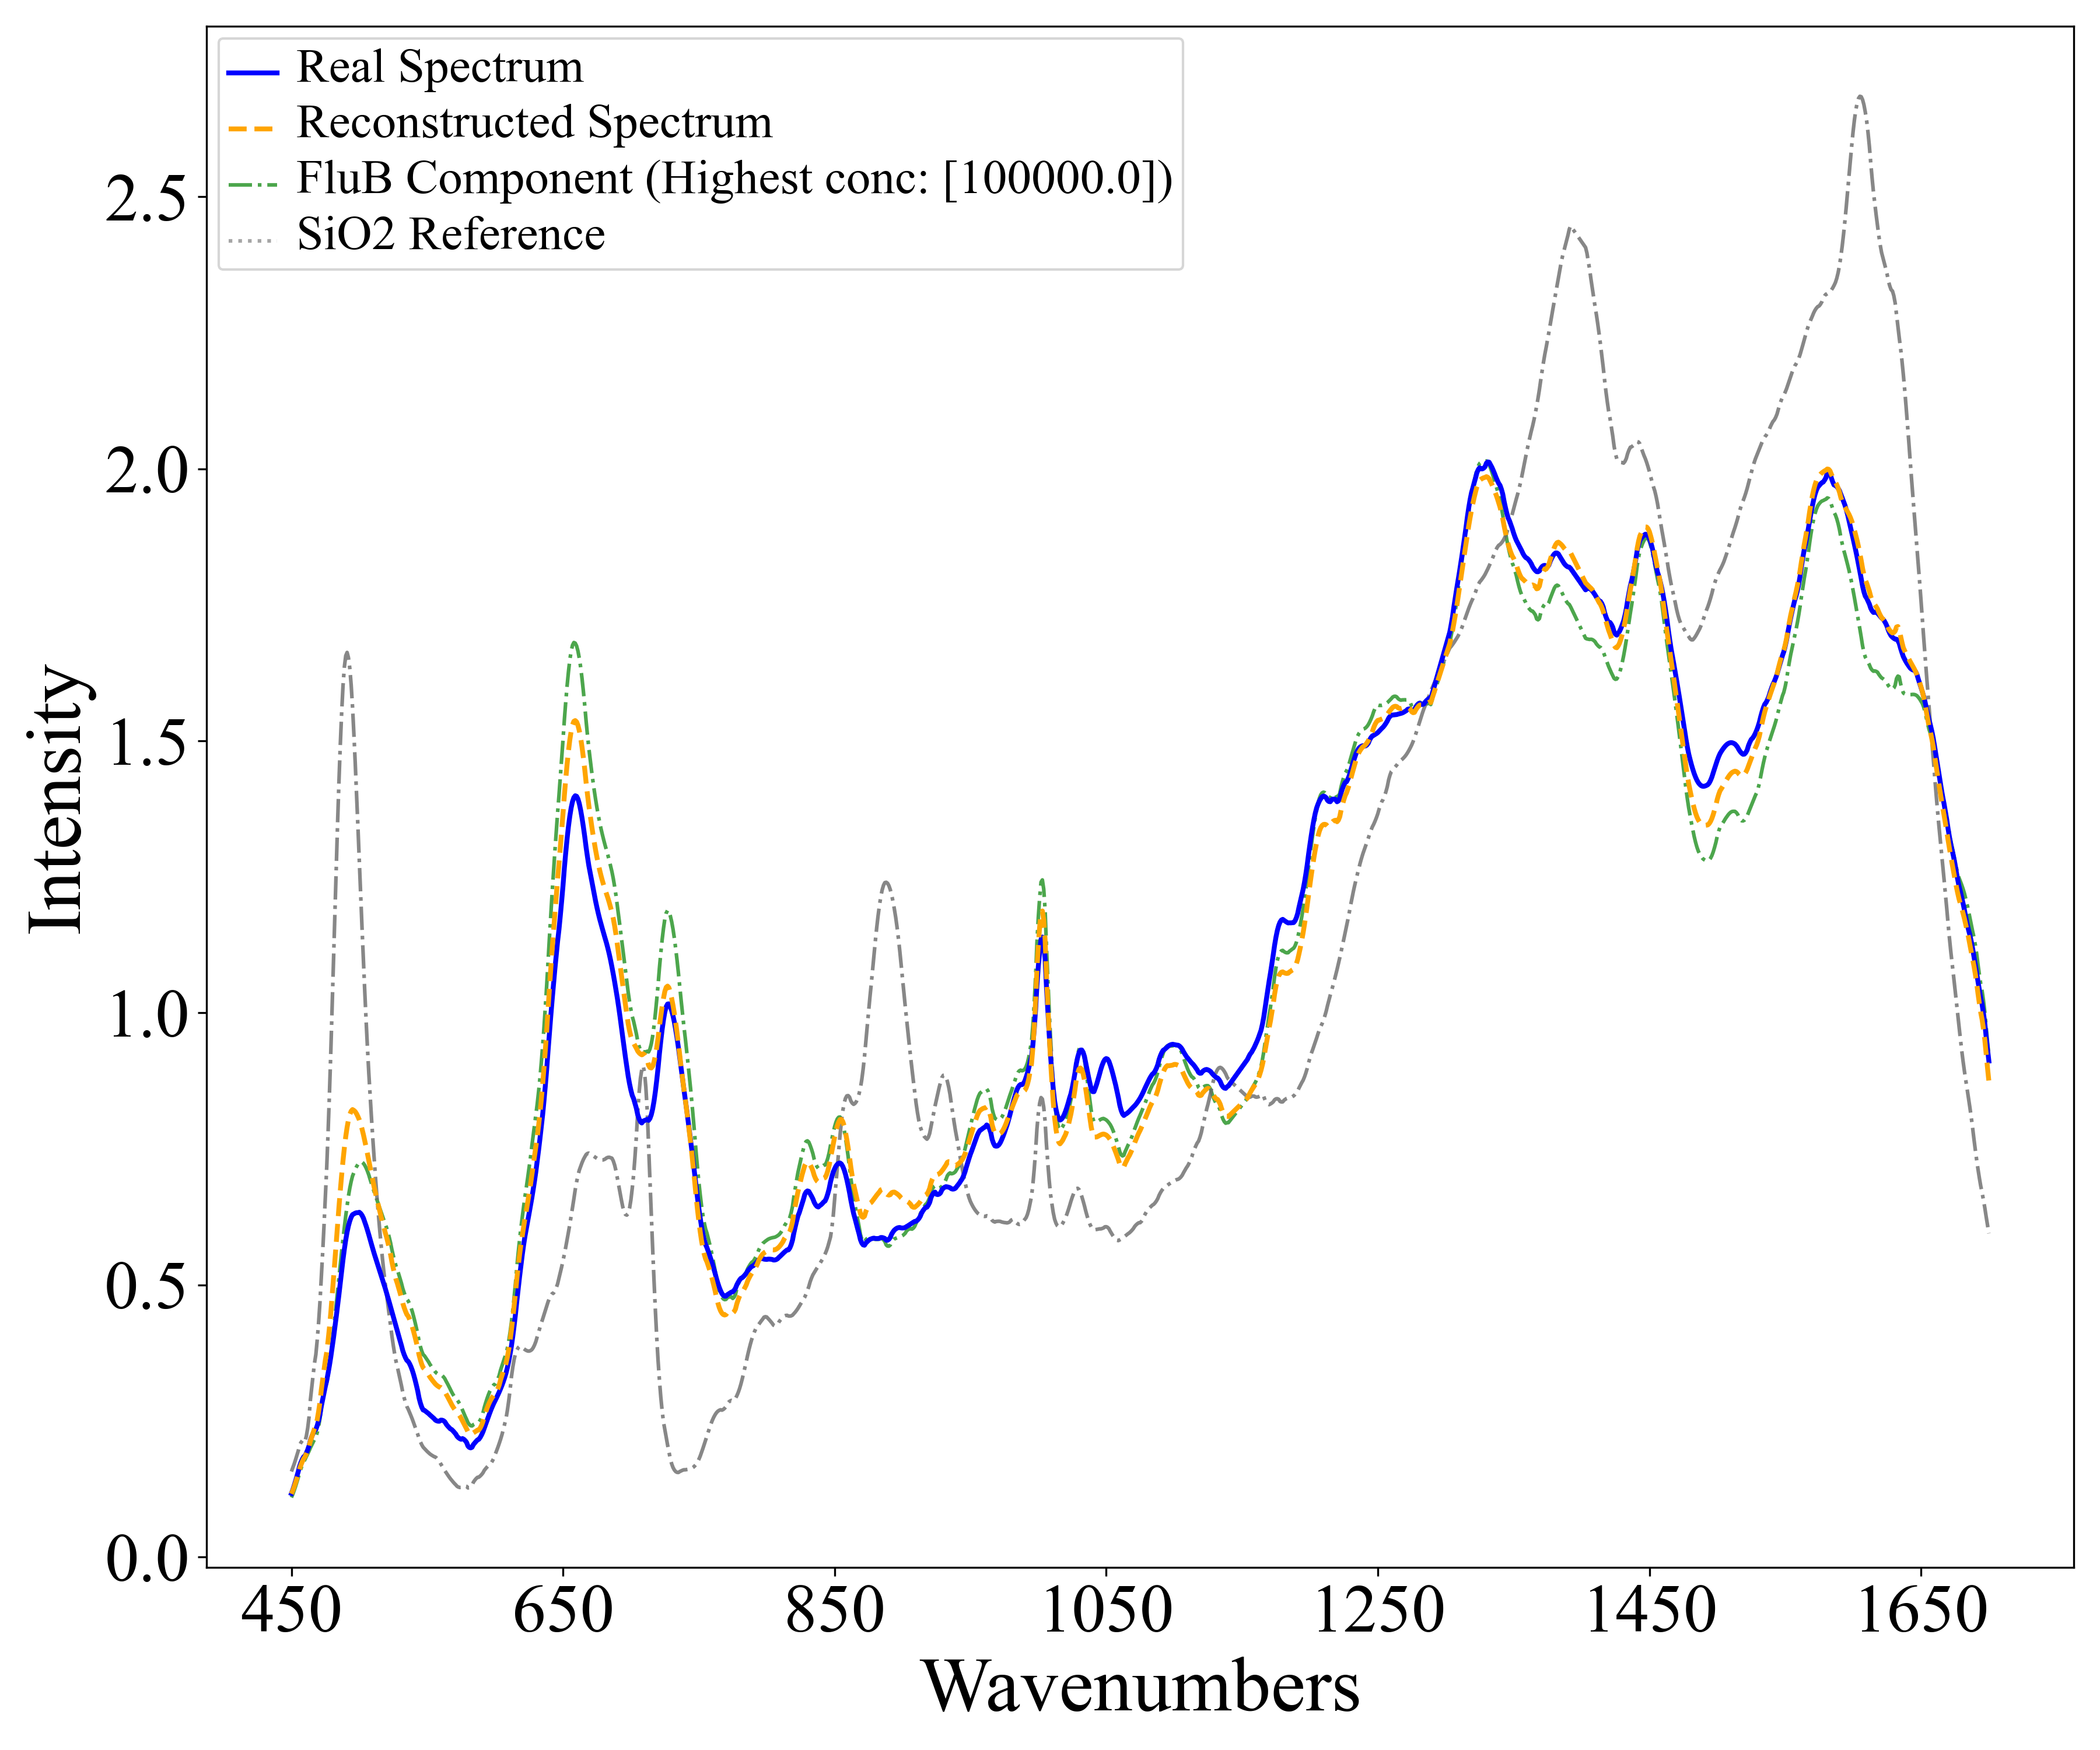 Real Spectrum
Reconstructed Spectrum
FluB Component (Highest conc: [100000.0])
SiO2 Reference
2.5
2.0
1.5
1.0
0.5
0.0
Intensity
450 650 850 1050 1250 1450 1650
Wavenumbers